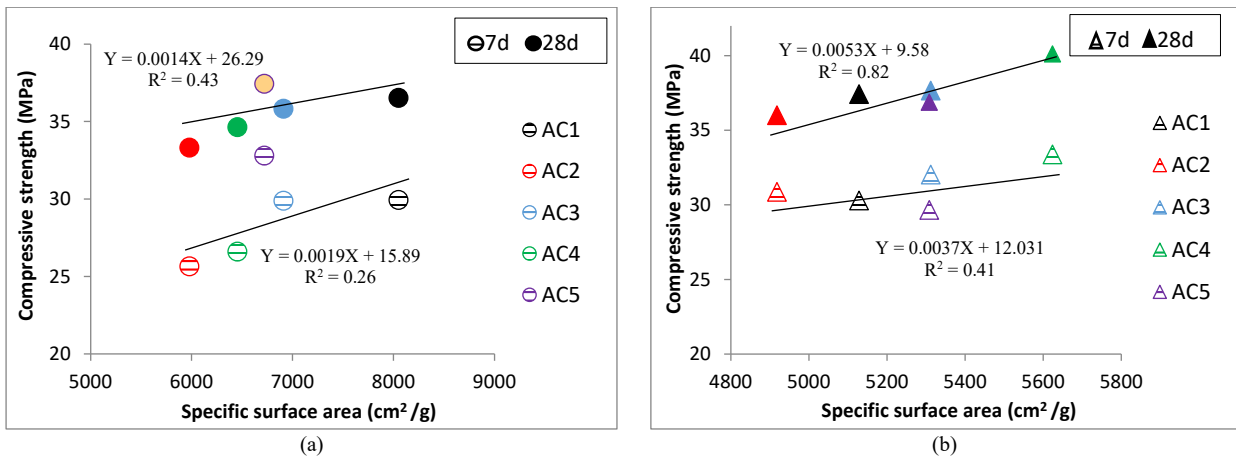 7d 28d
Y = 0.0014X + 26.29
R² = 0.43
Y = 0.0019X + 15.89
R² = 0.26
AC1
AC2
AC3
AC4
AC5
Compressive strength (MPa)
40
35
30
25
20
5000 6000 7000 8000 9000
Specific surface area (cm²/g)
(a)
7d 28d
Y = 0.0053X + 9.58
R² = 0.82
Y = 0.0037X + 12.031
R² = 0.41
AC1
AC2
AC3
AC4
AC5
Compressive strength (MPa)
40
35
30
25
20
4800 5000 5200 5400 5600 5800
Specific surface area (cm²/g)
(b)